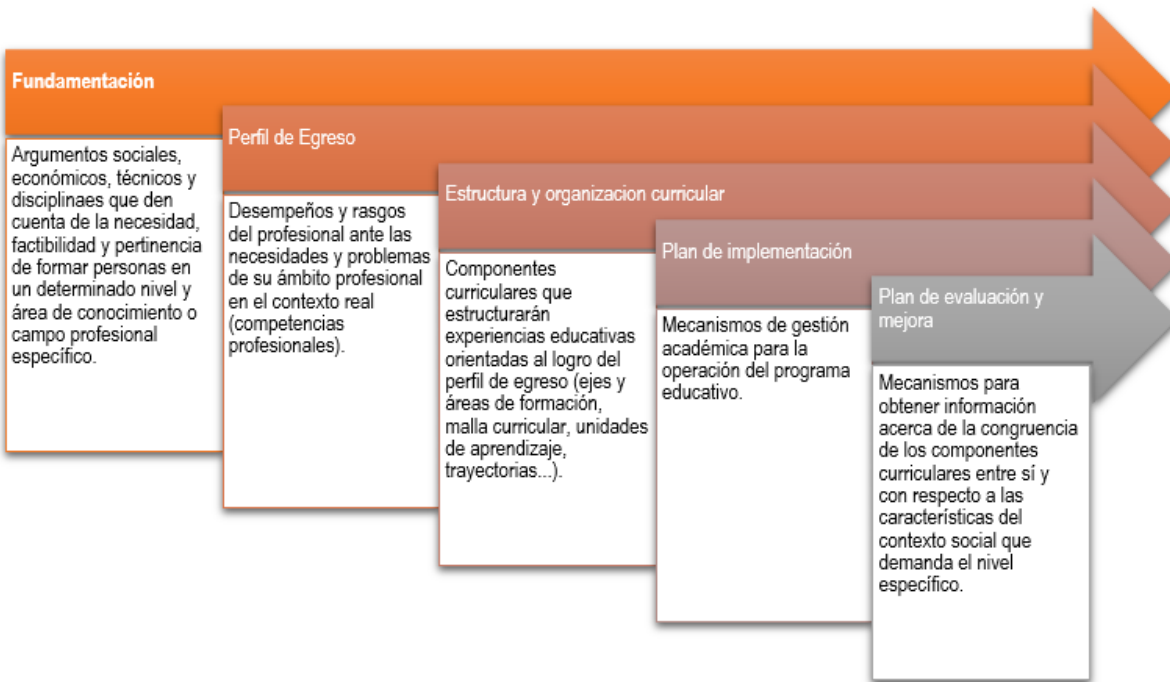 Fundamentación
Argumentos sociales,
económicos, técnicos y
disciplinaes que den
cuenta de la necesidad,
factibilidad y pertinencia
de formar personas en
un determinado nivel y
área de conocimiento o
campo profesional
específico.
Perfil de Egreso
Desempeños y rasgos
del profesional ante las
necesidades y problemas
de su ámbito profesional
en el contexto real
(competencias
profesionales).
Estructura y organizacion curricular
Componentes
curriculares que
estructurarán
experiencias educativas
orientadas al logro del
perfil de egreso (ejes y
áreas de formación,
malla curricular, unidades
de aprendizaje,
trayectorias...).
Plan de implementación
Mecanismos de gestión
académica para la
operación del programa
educativo.
Plan de evaluación y
mejora
Mecanismos para
obtener información
acerca de la congruencia
de los componentes
curriculares entre sí y
con respecto a las
características del
contexto social que
demanda el nivel
específico.